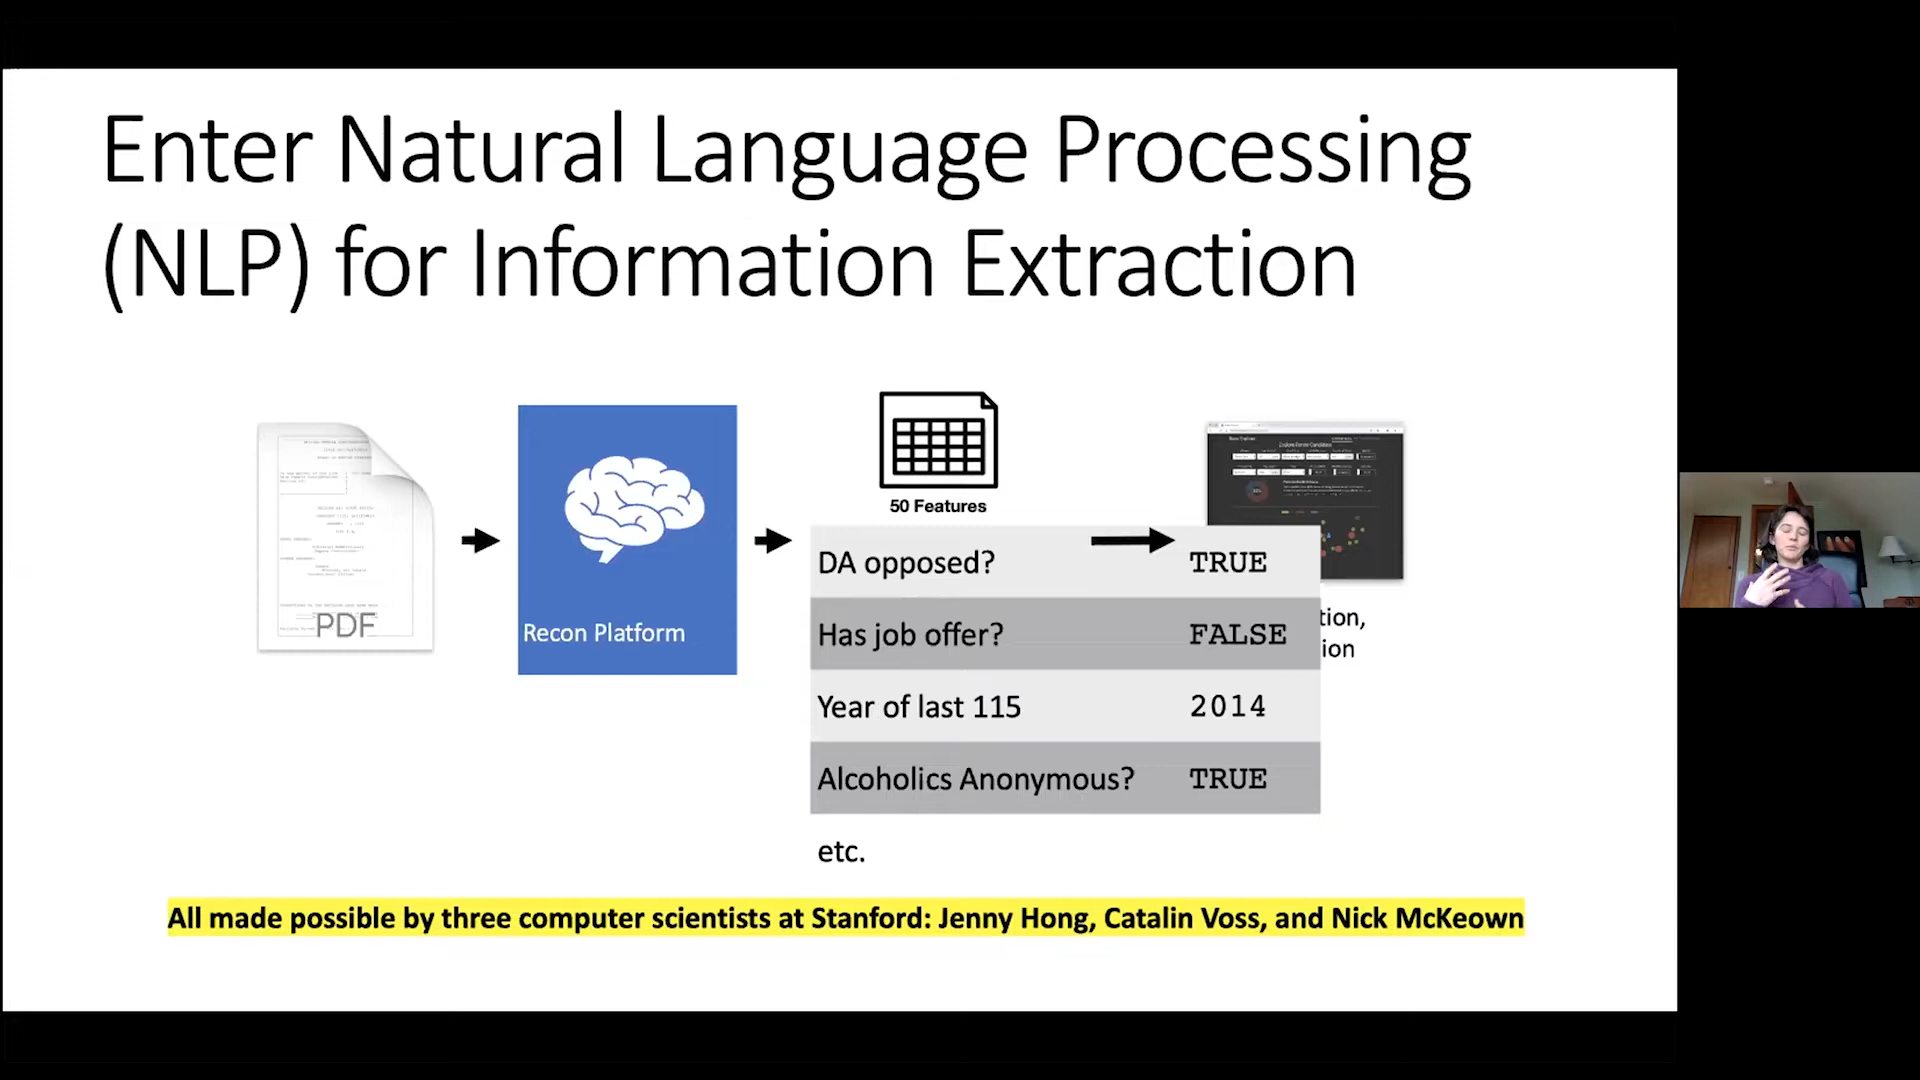 Enter Natural Language Processing
(NLP) for Information Extraction
PDF
Recon Platform
50 Features
DA opposed? TRUE
Has job offer? FALSE
Year of last 115 2014
Alcoholics Anonymous? TRUE
etc.
tion,
ion
All made possible by three computer scientists at Stanford: Jenny Hong, Catalin Voss, and Nick McKeown